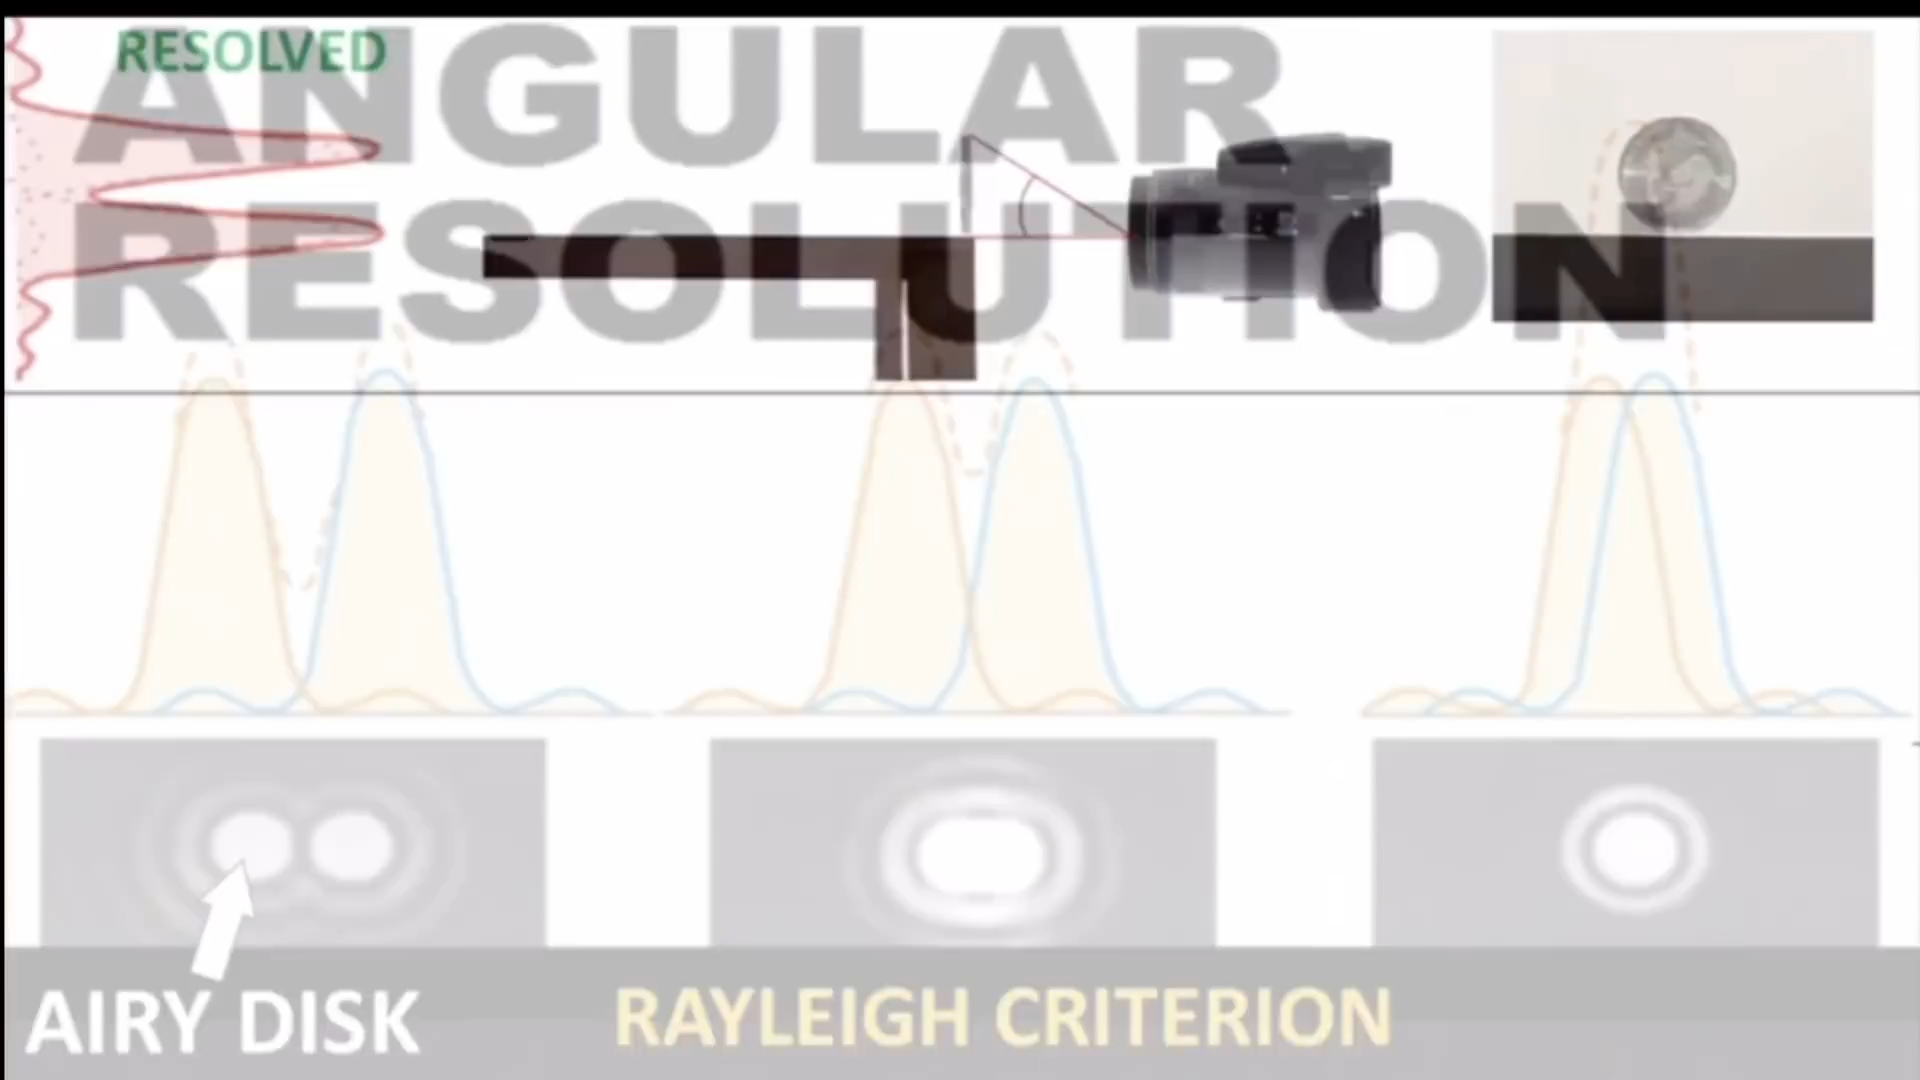 RESOLVED
ANGULAR
RESOLUTION
AIRY DISK
RAYLEIGH CRITERION